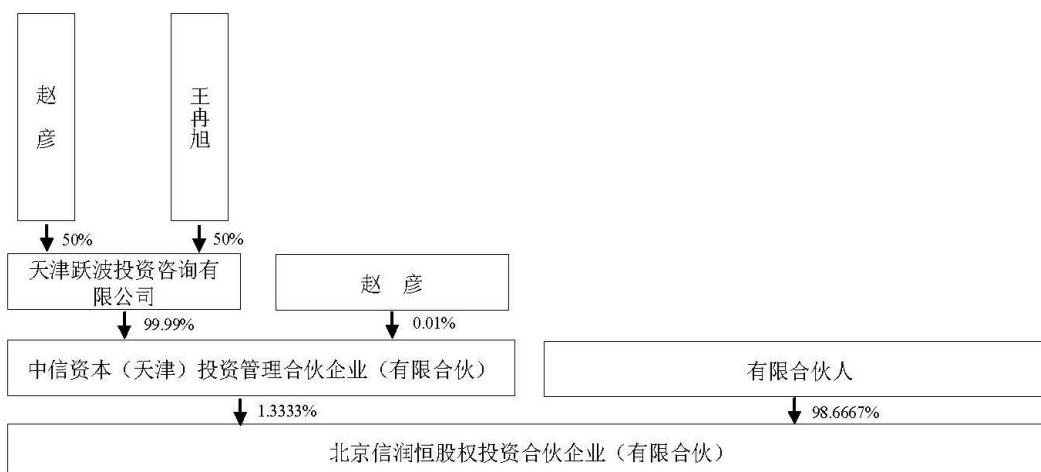 赵彦
王冉旭
50%
50%
天津跃波投资咨询有
限公司
赵 彦
99.99%
0.01%
中信资本（天津）投资管理合伙企业（有限合伙）
有限合伙人
1.3333%
98.6667%
北京信润恒股权投资合伙企业（有限合伙）